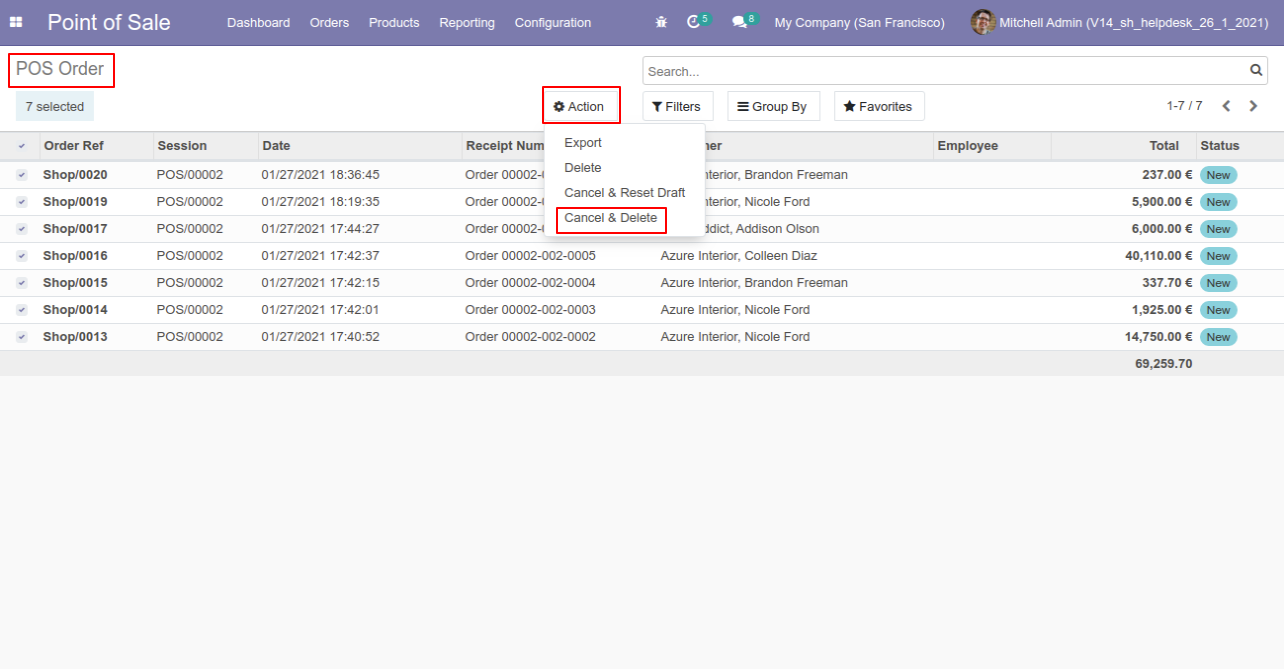 Point of Sale Dashboard Orders Products Reporting Configuration 5 8 My Company (San Francisco) Mitchell Admin (V14_sh_helpdesk_26_1_2021)
POS Order Search...
7 selected Action Filters Group By Favorites 1-7 / 7
Export
Delete
Cancel & Reset Draft
Cancel & Delete
Order Ref Session Date Receipt Num Employee Total Status
Shop/0020 POS/00002 01/27/2021 18:36:45 Order 00002- nterior, Brandon Freeman 237.00 € New
Shop/0019 POS/00002 01/27/2021 18:19:35 Order 00002- nterior, Nicole Ford 5,900.00 € New
Shop/0017 POS/00002 01/27/2021 17:44:27 Order 00002- ddict, Addison Olson 6,000.00 € New
Shop/0016 POS/00002 01/27/2021 17:42:37 Order 00002-002-0005 Azure Interior, Colleen Diaz 40,110.00 € New
Shop/0015 POS/00002 01/27/2021 17:42:15 Order 00002-002-0004 Azure Interior, Brandon Freeman 337.70 € New
Shop/0014 POS/00002 01/27/2021 17:42:01 Order 00002-002-0003 Azure Interior, Nicole Ford 1,925.00 € New
Shop/0013 POS/00002 01/27/2021 17:40:52 Order 00002-002-0002 Azure Interior, Nicole Ford 14,750.00 € New
69,259.70